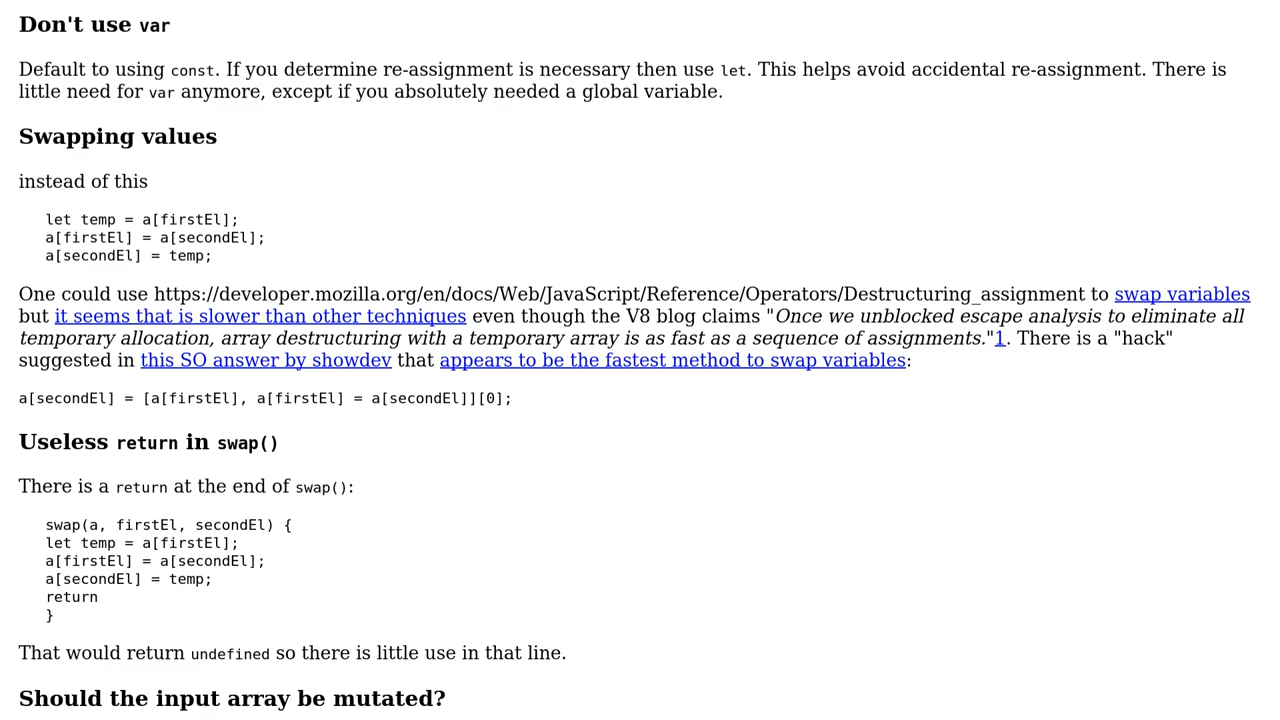 Don't use var
Default to using const. If you determine re-assignment is necessary then use let. This helps avoid accidental re-assignment. There is
little need for var anymore, except if you absolutely needed a global variable.
Swapping values
instead of this
let temp = a[firstEl];
a[firstEl] = a[secondEl];
a[secondEl] = temp;
One could use https://developer.mozilla.org/en/docs/Web/JavaScript/Reference/Operators/Destructuring_assignment to swap variables
but it seems that is slower than other techniques even though the V8 blog claims "Once we unblocked escape analysis to eliminate all
temporary allocation, array destructuring with a temporary array is as fast as a sequence of assignments."1. There is a "hack"
suggested in this SO answer by showdev that appears to be the fastest method to swap variables:
a[secondEl] = [a[firstEl], a[firstEl] = a[secondEl]][0];
Useless return in swap()
There is a return at the end of swap():
swap(a, firstEl, secondEl) {
let temp = a[firstEl];
a[firstEl] = a[secondEl];
a[secondEl] = temp;
return
}
That would return undefined so there is little use in that line.
Should the input array be mutated?